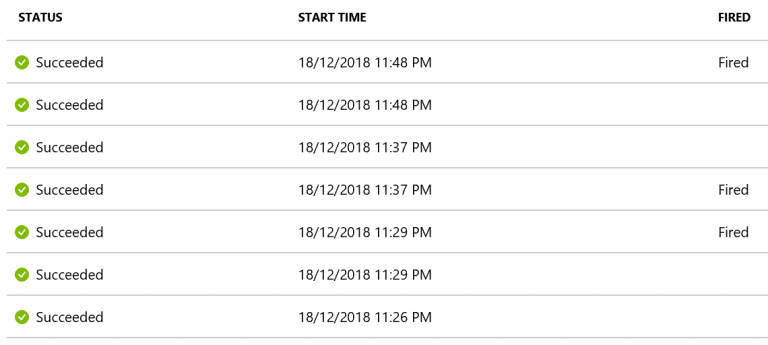 STATUS START TIME FIRED
Succeeded 18/12/2018 11:48 PM Fired
Succeeded 18/12/2018 11:48 PM
Succeeded 18/12/2018 11:37 PM
Succeeded 18/12/2018 11:37 PM Fired
Succeeded 18/12/2018 11:29 PM Fired
Succeeded 18/12/2018 11:29 PM
Succeeded 18/12/2018 11:26 PM